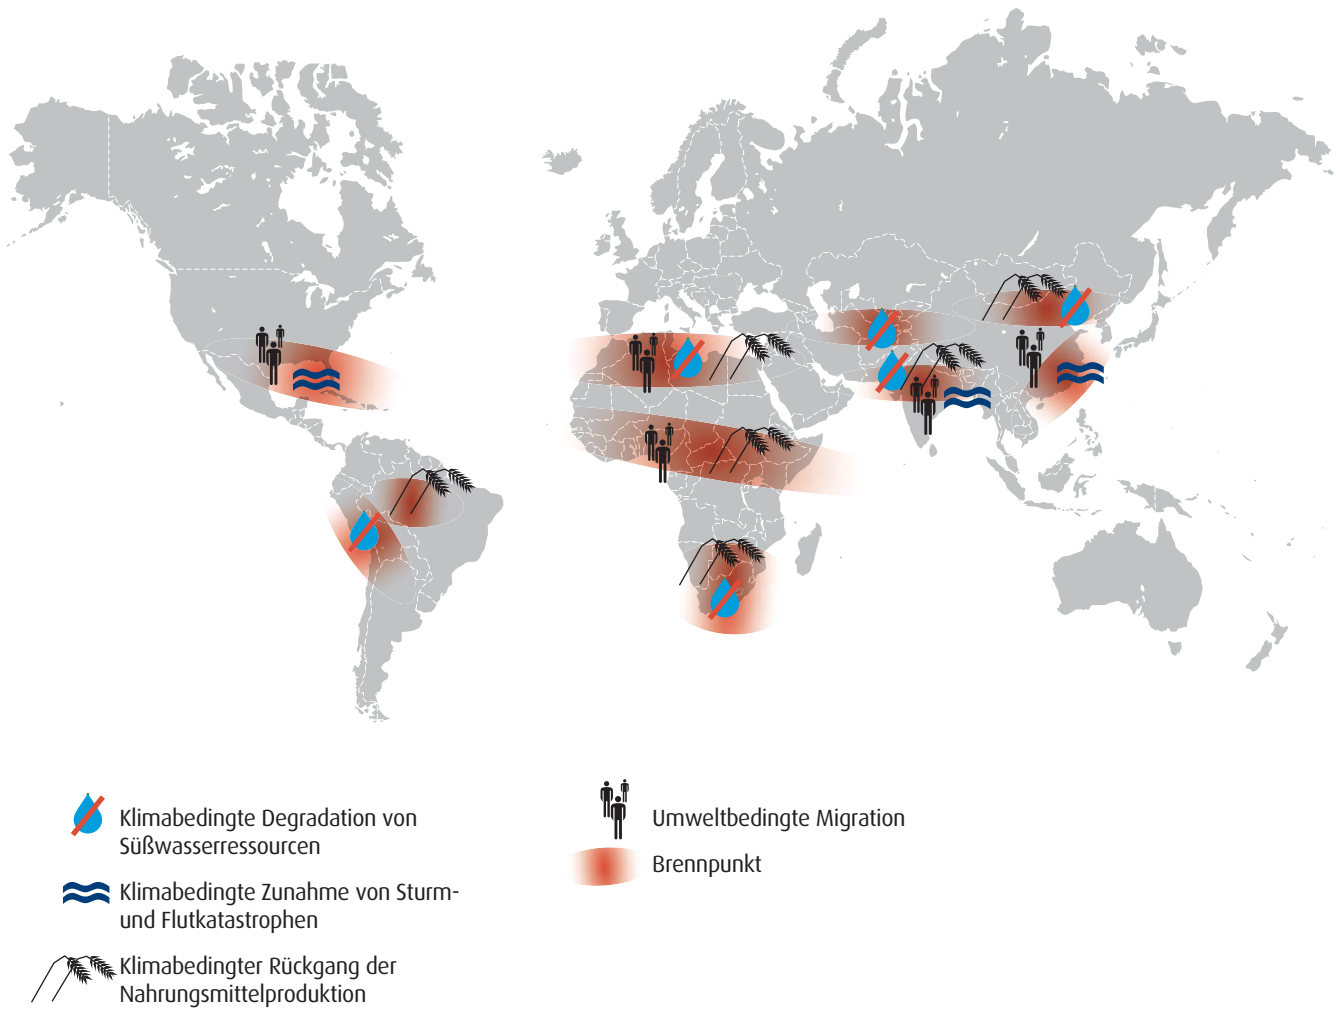 Klimabedingte Degradation von
Süßwasserressourcen
Klimabedingte Zunahme von Sturm-
und Flutkatastrophen
Klimabedingter Rückgang der
Nahrungsmittelproduktion
Umweltbedingte Migration
Brennpunkt